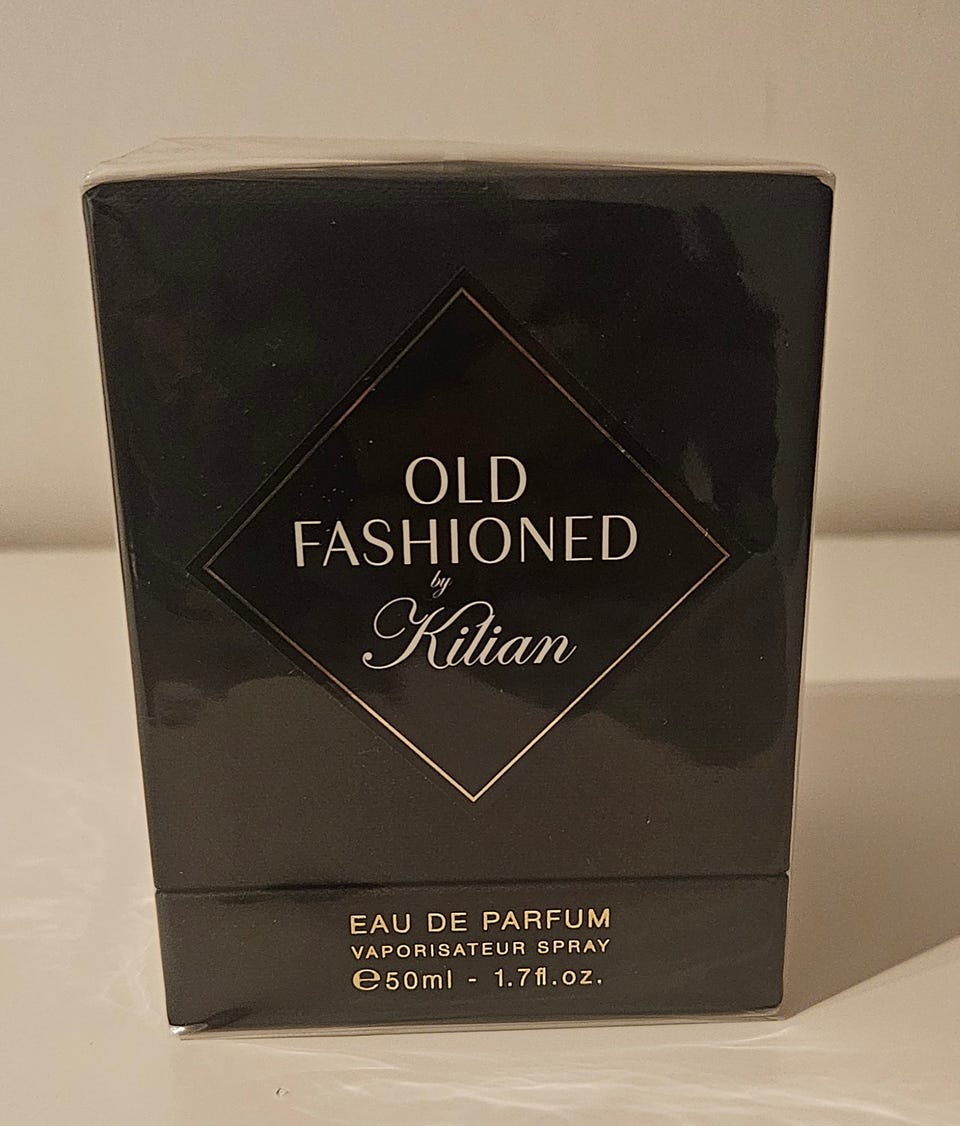 OLD
FASHIONED
by
Kilian
EAU DE PARFUM
VAPORISATEUR SPRAY
℮50ml - 1.7fl.oz.